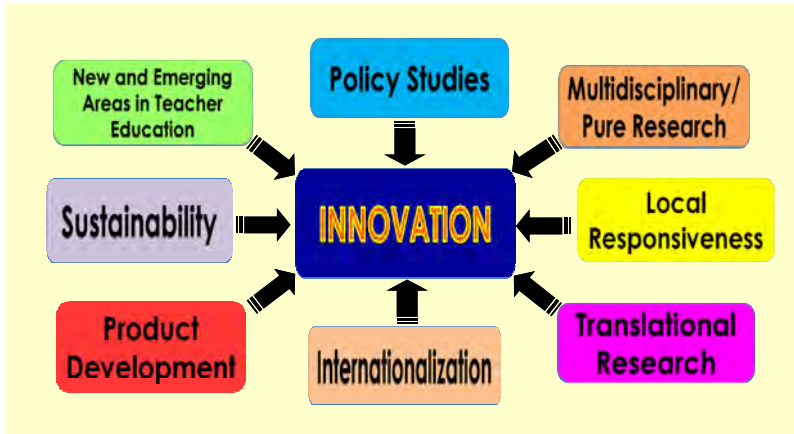 New and Emerging
Areas in Teacher
Education
Policy Studies
Multidisciplinary/
Pure Research
Sustainability
INNOVATION
Local
Responsiveness
Product
Development
Internationalization
Translational
Research